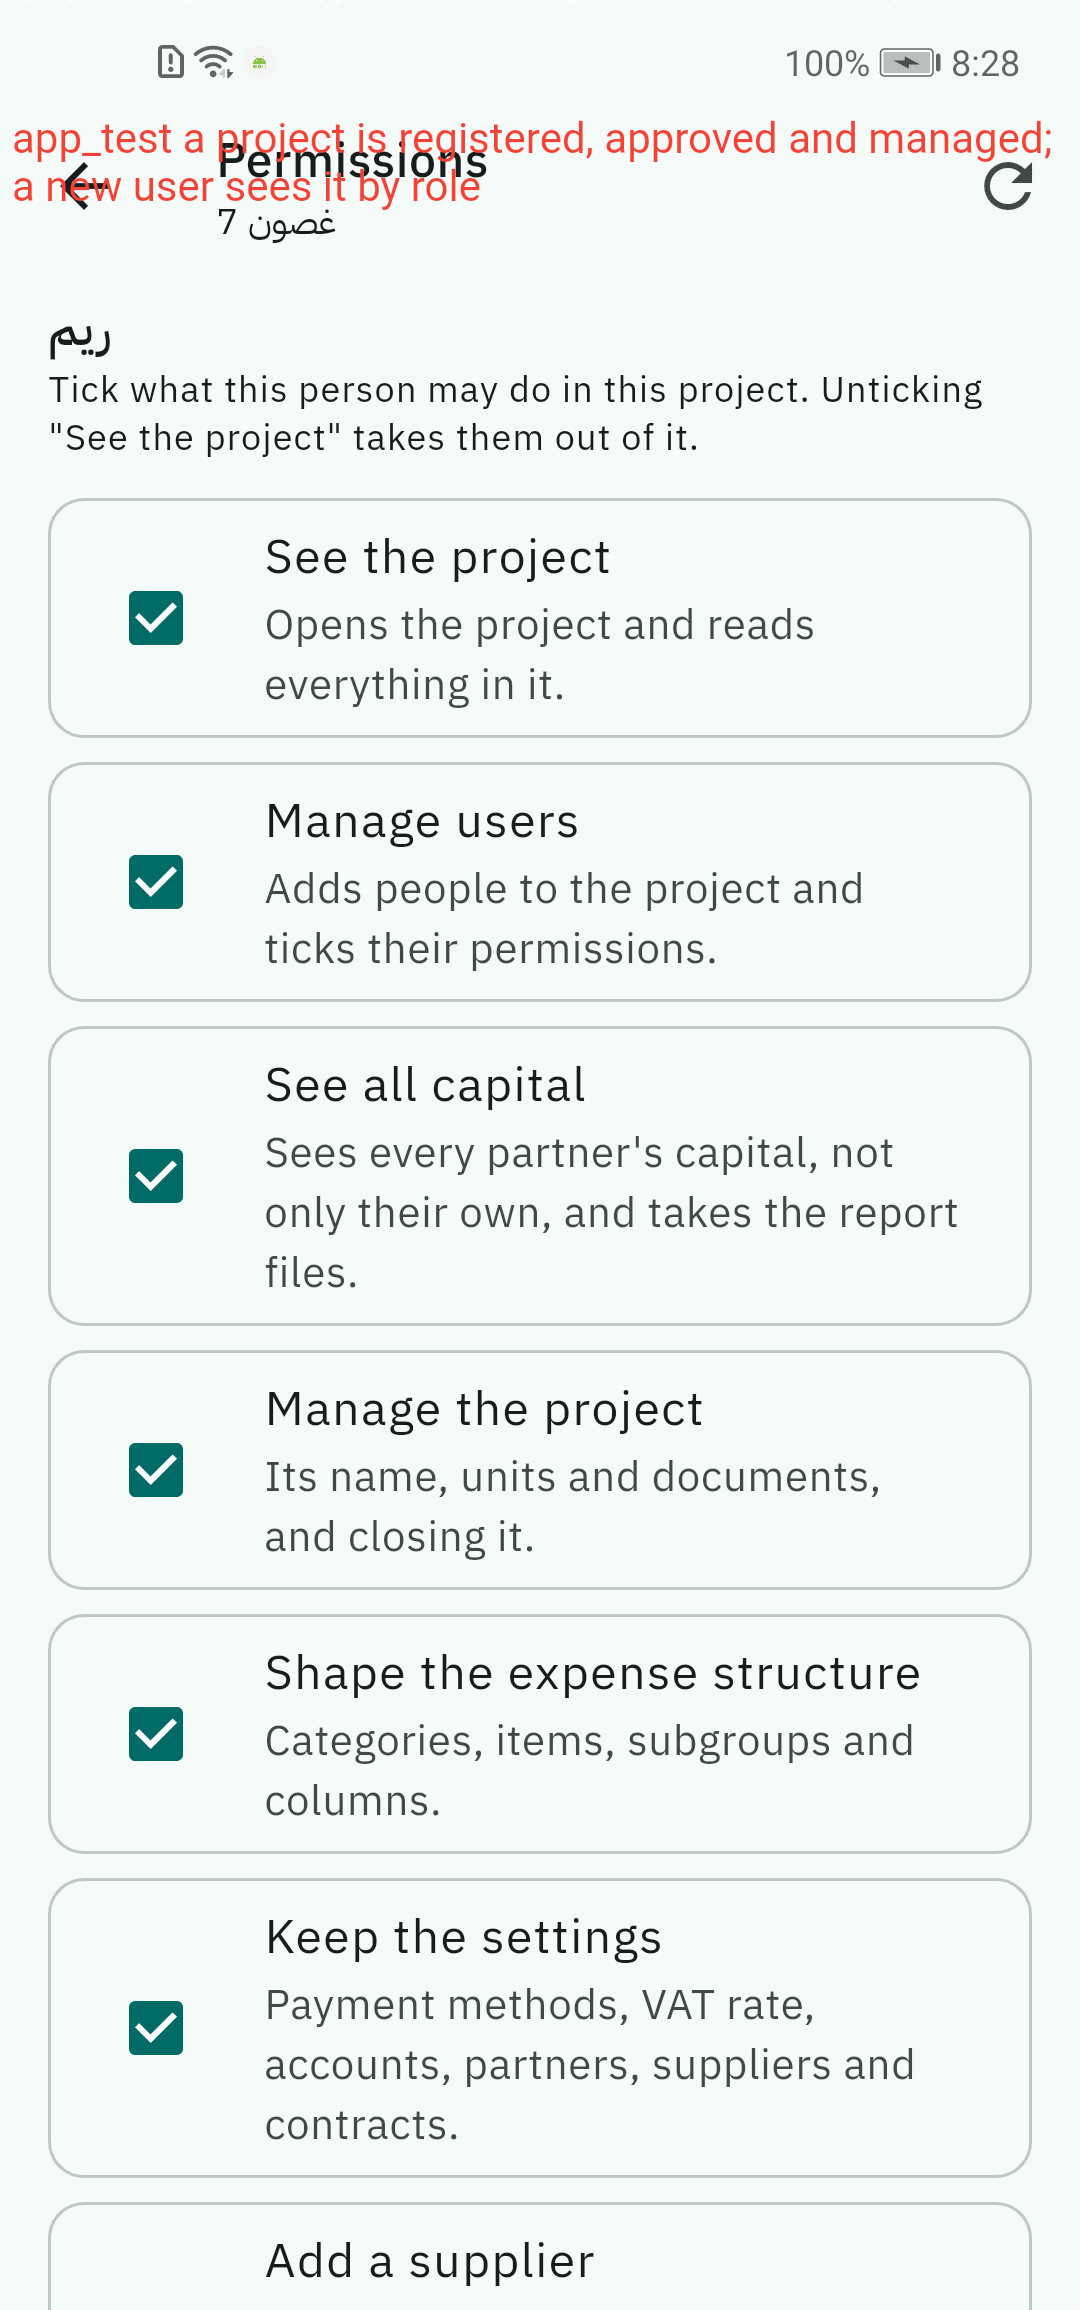 100% 8:28
app_test a project is registered, approved and managed;
a new user sees it by role
Permissions
غصون 7
ريم
Tick what this person may do in this project. Unticking
"See the project" takes them out of it.
See the project
Opens the project and reads
everything in it.
Manage users
Adds people to the project and
ticks their permissions.
See all capital
Sees every partner's capital, not
only their own, and takes the report
files.
Manage the project
Its name, units and documents,
and closing it.
Shape the expense structure
Categories, items, subgroups and
columns.
Keep the settings
Payment methods, VAT rate,
accounts, partners, suppliers and
contracts.
Add a supplier